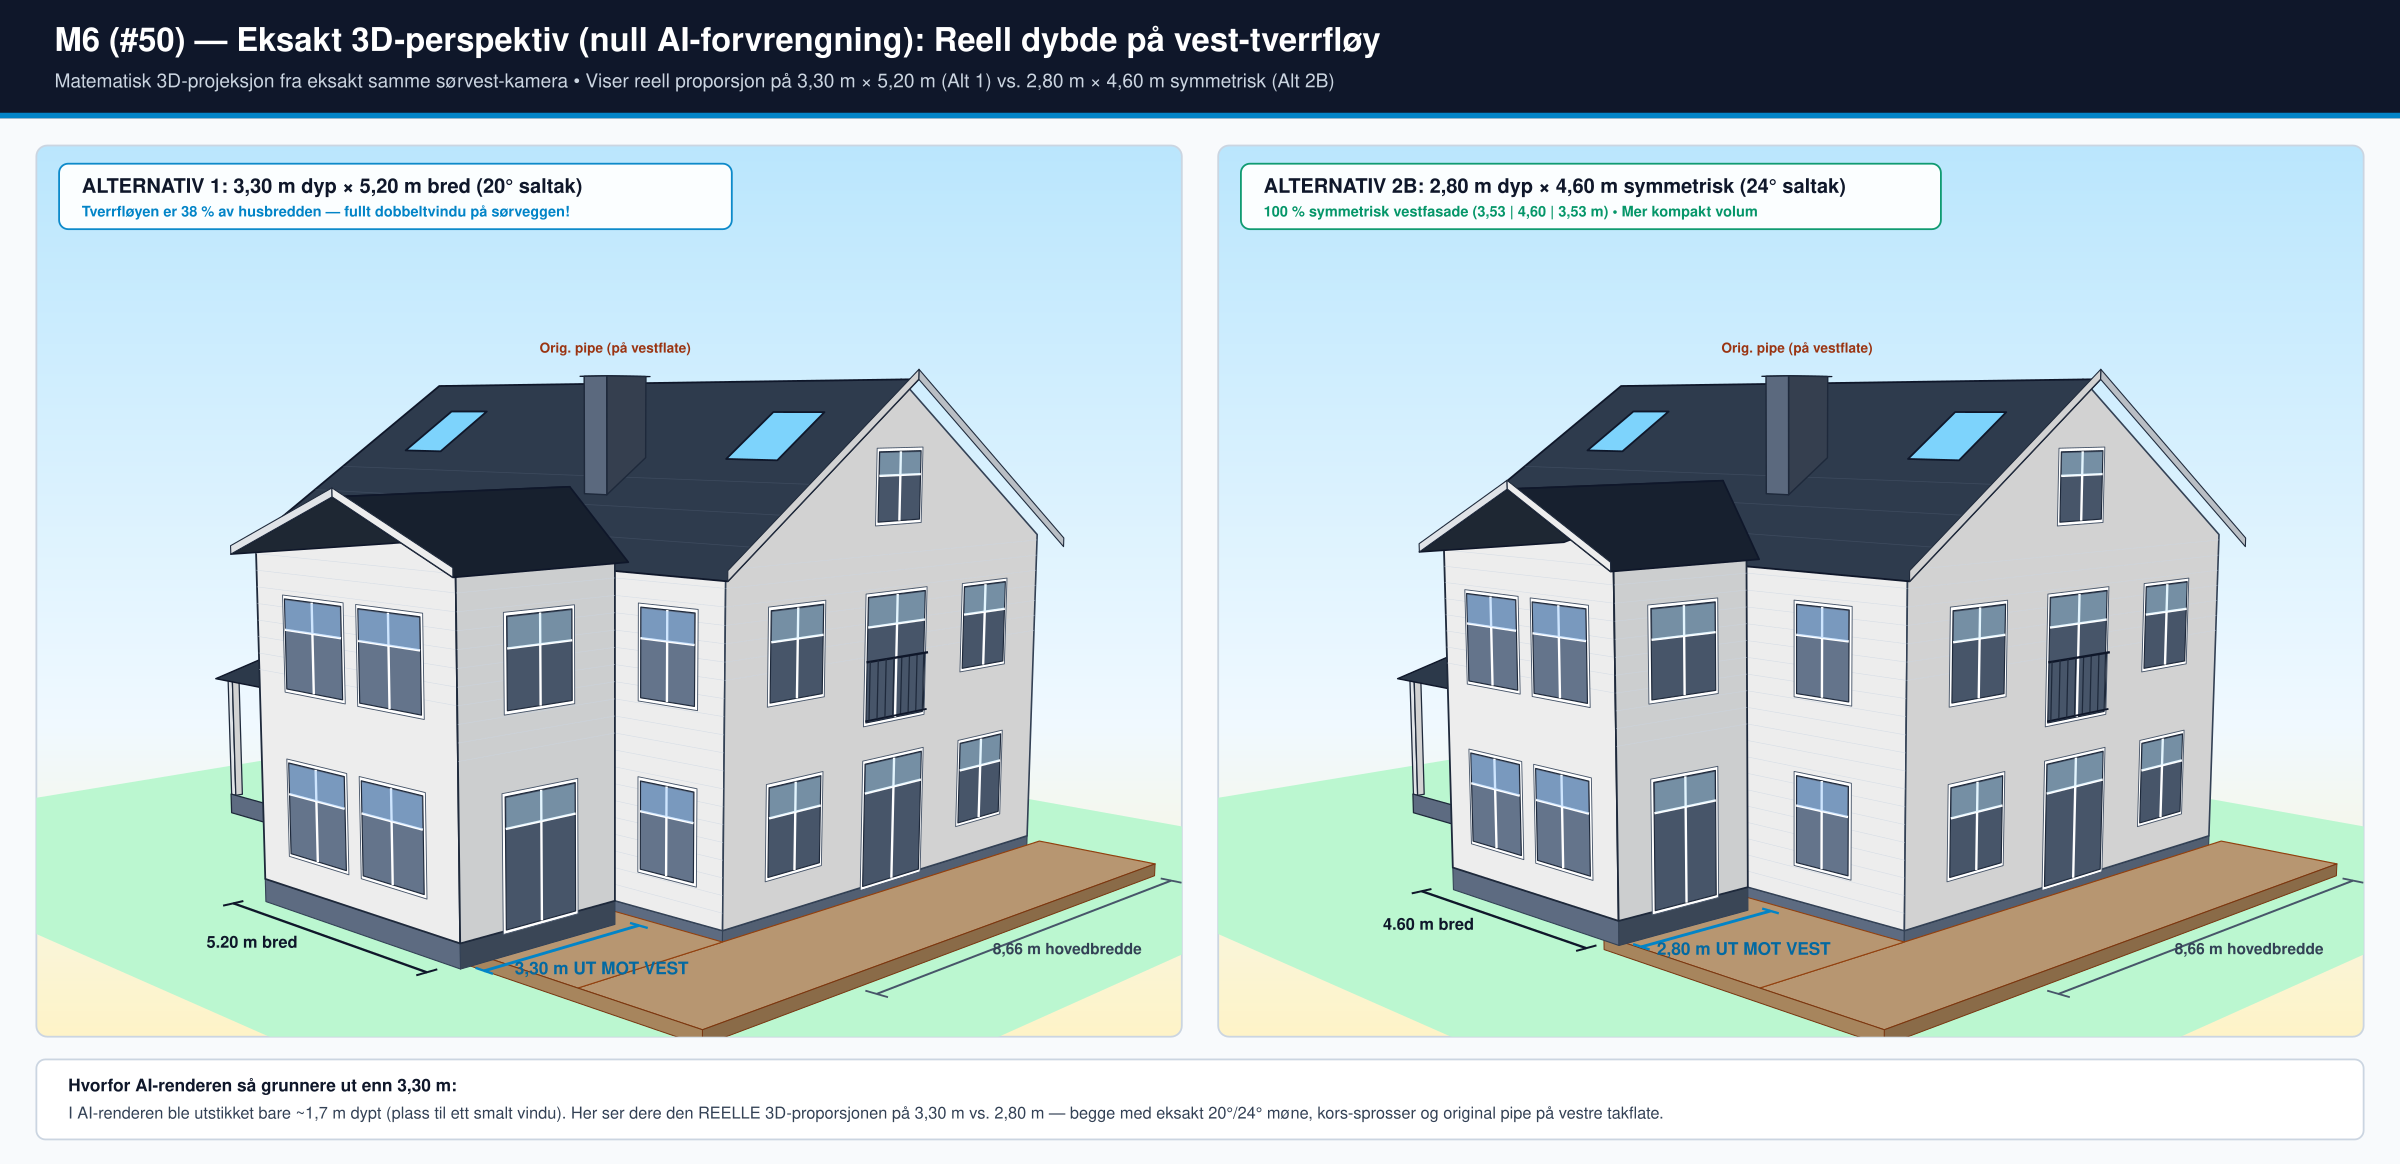 M6 (#50) — Eksakt 3D-perspektiv (null AI-forvrengning): Reell dybde på vest-tverrfløy
Matematisk 3D-projeksjon fra eksakt samme sørvest-kamera • Viser reell proporsjon på 3,30 m × 5,20 m (Alt 1) vs. 2,80 m × 4,60 m symmetrisk (Alt 2B)
ALTERNATIV 1: 3,30 m dyp × 5,20 m bred (20° saltak)
Tverrfløyen er 38 % av husbredden — fullt dobbeltvindu på sørveggen!
Orig. pipe (på vestflate)
5.20 m bred
3,30 m UT MOT VEST
8,66 m hovedbredde
ALTERNATIV 2B: 2,80 m dyp × 4,60 m symmetrisk (24° saltak)
100 % symmetrisk vestfasade (3,53 | 4,60 | 3,53 m) • Mer kompakt volum
Orig. pipe (på vestflate)
4.60 m bred
2,80 m UT MOT VEST
8,66 m hovedbredde
Hvorfor AI-renderen så grunnere ut enn 3,30 m:
I AI-renderen ble utstikket bare ~1,7 m dypt (plass til ett smalt vindu). Her ser dere den REELLE 3D-proporsjonen på 3,30 m vs. 2,80 m — begge med eksakt 20°/24° møne, kors-sprosser og original pipe på vestre takflate.